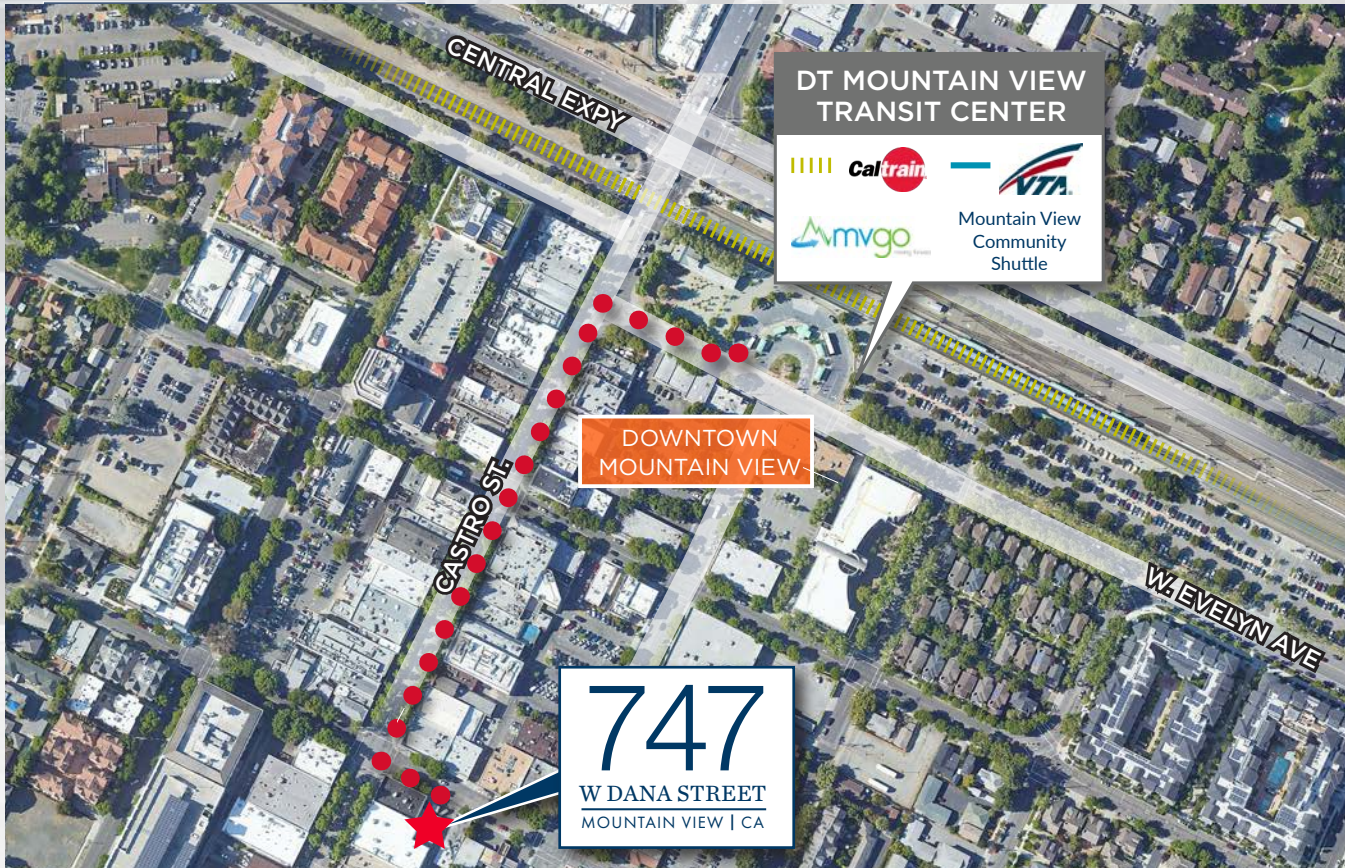 CENTRAL EXPY
DT MOUNTAIN VIEW
TRANSIT CENTER
Caltrain
VTA
mvgo
Mountain View
Community
Shuttle
DOWNTOWN
MOUNTAIN VIEW
CASTRO ST.
W. EVELYN AVE
747
W DANA STREET
MOUNTAIN VIEW | CA